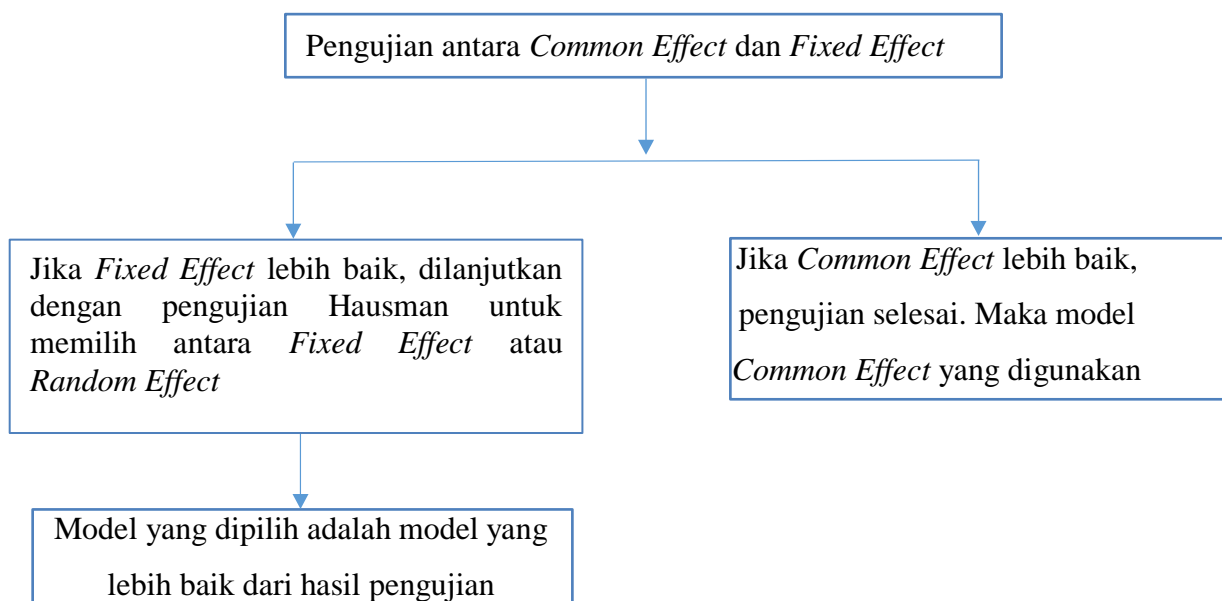 Pengujian antara Common Effect dan Fixed Effect
Jika Fixed Effect lebih baik, dilanjutkan
dengan pengujian Hausman untuk
memilih antara Fixed Effect atau
Random Effect
Jika Common Effect lebih baik,
pengujian selesai. Maka model
Common Effect yang digunakan
Model yang dipilih adalah model yang
lebih baik dari hasil pengujian